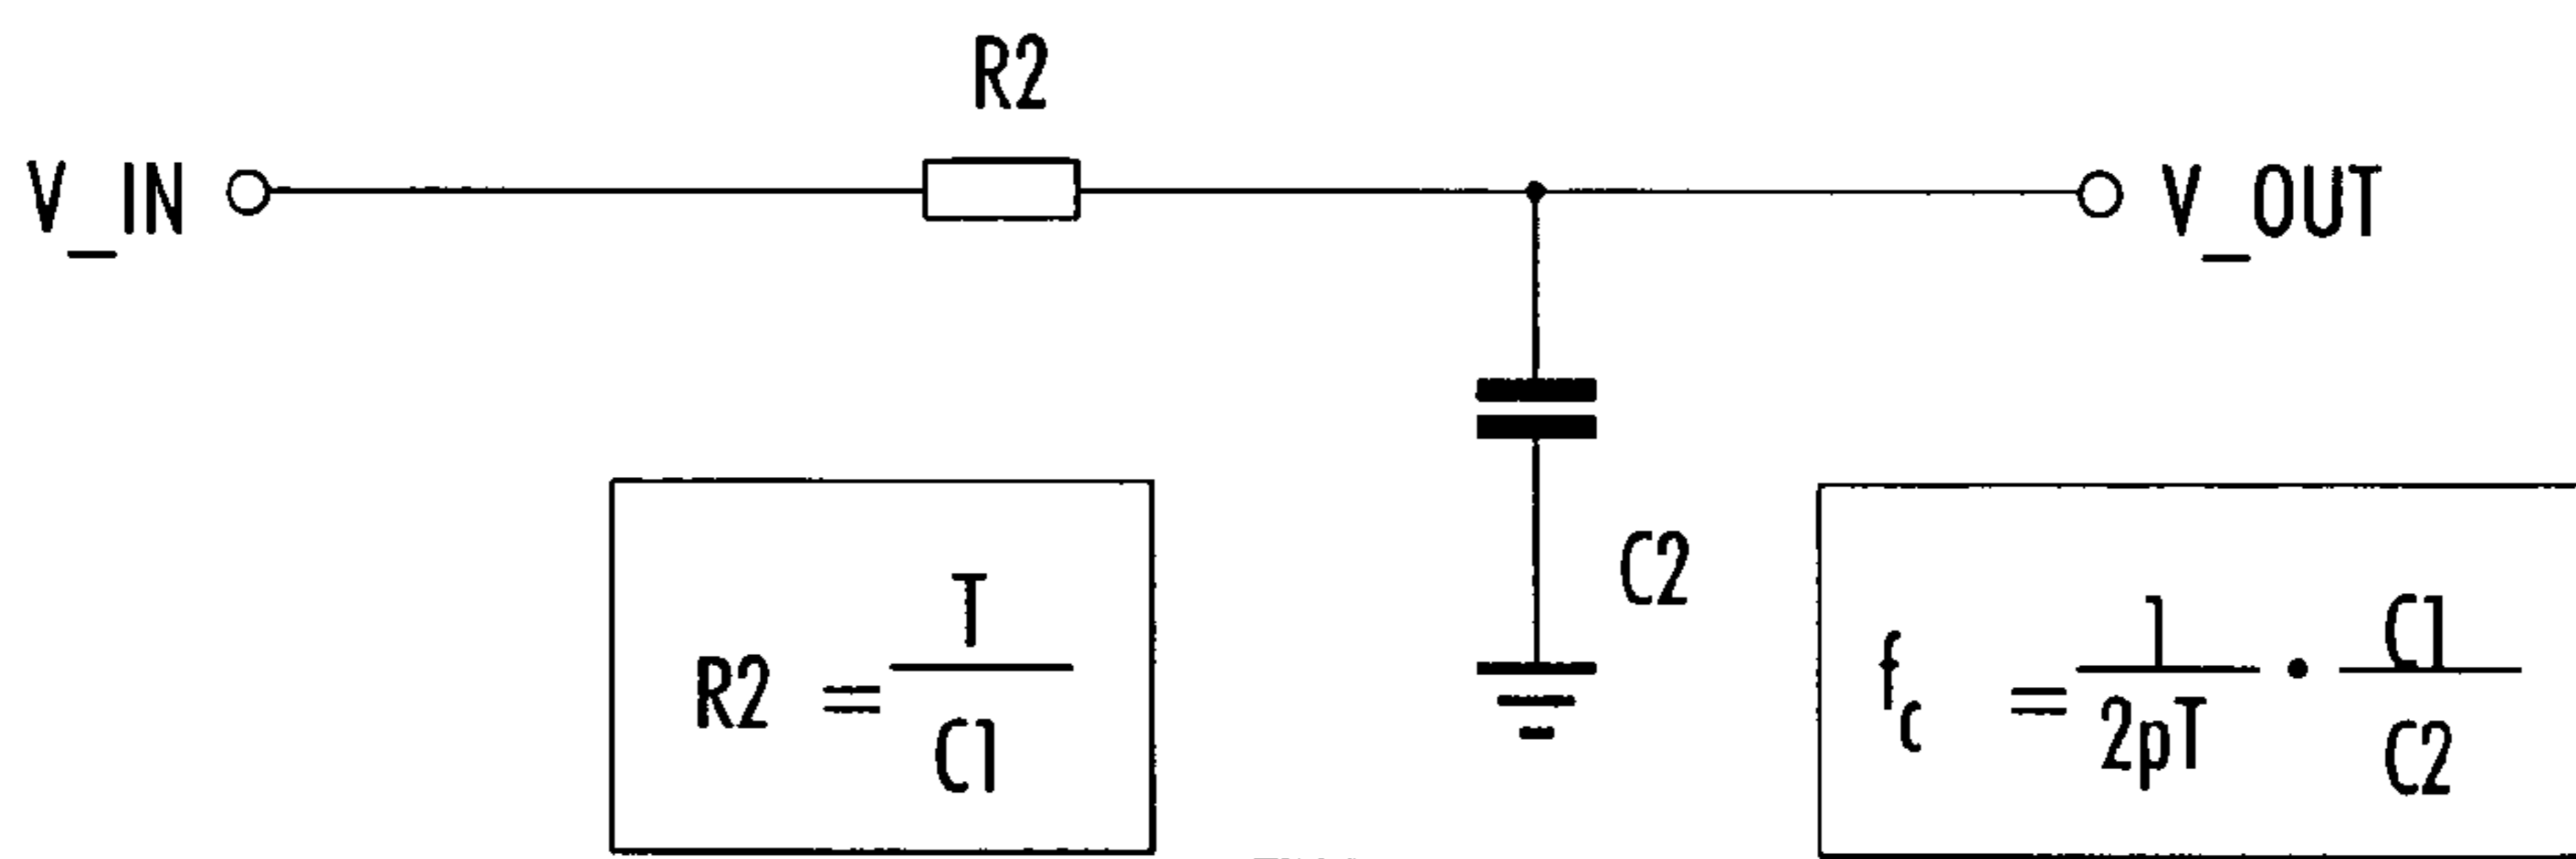 R2
V_IN
V_OUT
C2
R2 = T / C1
f_c = 1 / 2pT • C1 / C2